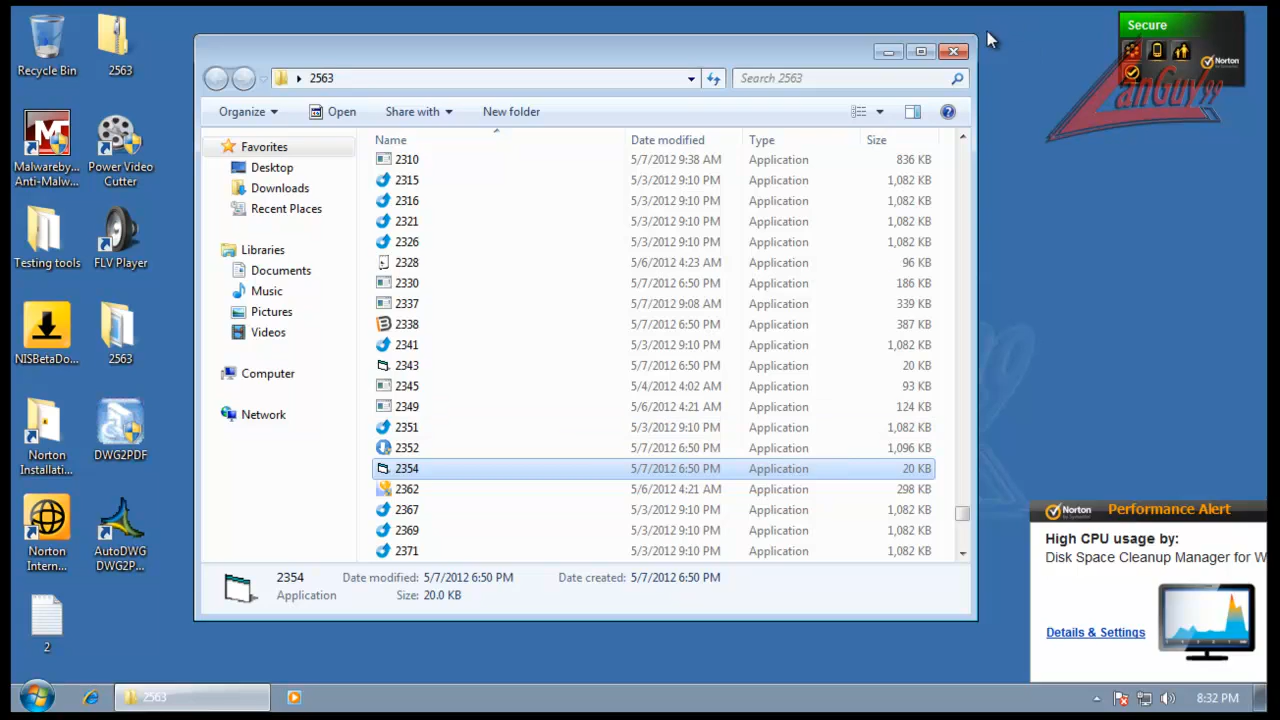 Recycle Bin
2563
Malwareby...
Anti-Malw...
Power Video
Cutter
Testing tools
FLV Player
NISBetaDo...
2563
Norton
Installati...
DWG2PDF
Norton
Intern...
AutoDWG
DWG2P...
2
2563
Search 2563
Organize
Open
Share with
New folder
Favorites
Desktop
Downloads
Recent Places
Libraries
Documents
Music
Pictures
Videos
Computer
Network
Name Date modified Type Size
2310 5/7/2012 9:38 AM Application 836 KB
2315 5/3/2012 9:10 PM Application 1,082 KB
2316 5/3/2012 9:10 PM Application 1,082 KB
2321 5/3/2012 9:10 PM Application 1,082 KB
2326 5/3/2012 9:10 PM Application 1,082 KB
2328 5/6/2012 4:23 AM Application 96 KB
2330 5/7/2012 6:50 PM Application 186 KB
2337 5/7/2012 9:08 AM Application 339 KB
2338 5/7/2012 6:50 PM Application 387 KB
2341 5/3/2012 9:10 PM Application 1,082 KB
2343 5/7/2012 6:50 PM Application 20 KB
2345 5/4/2012 4:02 AM Application 93 KB
2349 5/6/2012 4:21 AM Application 124 KB
2351 5/3/2012 9:10 PM Application 1,082 KB
2352 5/7/2012 6:50 PM Application 1,096 KB
2354 5/7/2012 6:50 PM Application 20 KB
2362 5/6/2012 4:21 AM Application 298 KB
2367 5/3/2012 9:10 PM Application 1,082 KB
2369 5/3/2012 9:10 PM Application 1,082 KB
2371 5/3/2012 9:10 PM Application 1,082 KB
2354 Date modified: 5/7/2012 6:50 PM Date created: 5/7/2012 6:50 PM
Application Size: 20.0 KB
Secure
Norton
LanGuy99
Norton Performance Alert
High CPU usage by:
Disk Space Cleanup Manager for W
Details & Settings
2563
8:32 PM